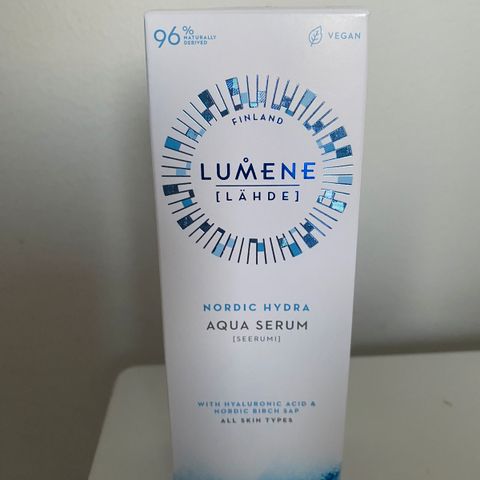 96%
NATURALLY
DERIVED
VEGAN
FINLAND
LUMENE
[LÄHDE]
NORDIC HYDRA
AQUA SERUM
[SEERUMI]
WITH HYALURONIC ACID &
NORDIC BIRCH SAP
ALL SKIN TYPES